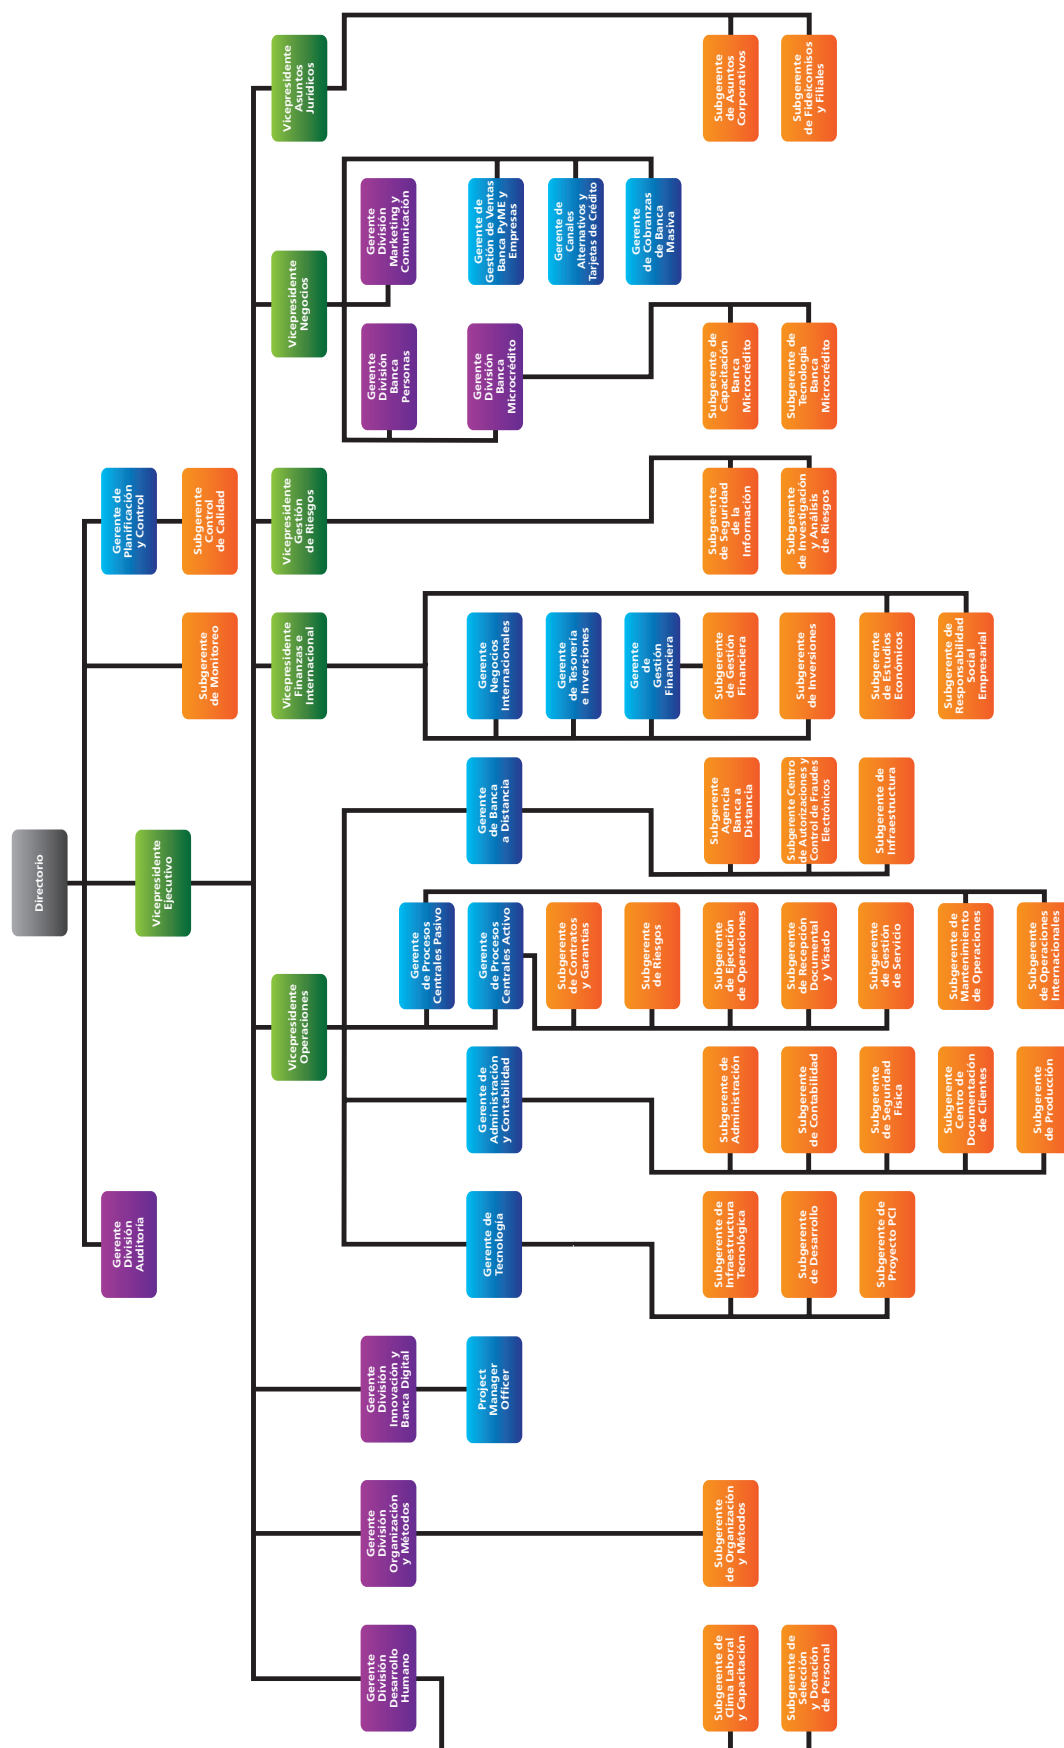 Directorio
Gerente
División
Auditoría
Vicepresidente
Ejecutivo
Subgerente
de Monitoreo
Gerente de
Planificación
y Control
Subgerente
Control
de Calidad
Gerente
División
Desarrollo
Humano
Subgerente de
Clima Laboral
y Capacitación
Subgerente de
Selección
y Dotación
de Personal
Gerente
División
Organización
y Métodos
Subgerente
de Organización
y Métodos
Gerente
División
Innovación y
Banca Digital
Project
Manager
Officer
Vicepresidente
Operaciones
Gerente de
Tecnología
Subgerente de
Infraestructura
Tecnológica
Subgerente
de Desarrollo
Subgerente de
Proyecto PCI
Gerente de
Administración
y Contabilidad
Subgerente de
Administración
Subgerente
de Contabilidad
Subgerente
de Seguridad
Física
Subgerente
Centro de
Documentación
de Clientes
Subgerente
de Producción
Gerente
de Procesos
Centrales Pasivo
Gerente
de Procesos
Centrales Activo
Subgerente
de Contratos
y Garantías
Subgerente
de Riesgos
Subgerente
de Ejecución
de Operaciones
Subgerente
de Recepción
Documental
y Visado
Subgerente
de Gestión
de Servicio
Subgerente de
Mantenimiento
de Operaciones
Subgerente
de Operaciones
Internacionales
Gerente
de Banca
a Distancia
Subgerente
Agencia
Banca a
Distancia
Subgerente Centro
de Autorizaciones y
Control de Fraudes
Electrónicos
Subgerente de
Infraestructura
Vicepresidente
Finanzas e
Internacional
Gerente
Negocios
Internacionales
Gerente
de Tesorería
e Inversiones
Gerente
de
Gestión
Financiera
Subgerente
de Gestión
Financiera
Subgerente
de Inversiones
Subgerente
de Estudios
Económicos
Subgerente de
Responsabilidad
Social
Empresarial
Vicepresidente
Gestión
de Riesgos
Subgerente
de Seguridad
de la
Información
Subgerente
de Investigación
y Análisis
de Riesgos
Vicepresidente
Negocios
Gerente
División
Banca
Personas
Gerente
División
Banca
Microcrédito
Subgerente de
Capacitación
Banca
Microcrédito
Subgerente de
Tecnología
Banca
Microcrédito
Gerente
División
Marketing y
Comunicación
Gerente de
Gestión de Ventas
Banca PyME y
Empresas
Gerente de
Canales
Alternativos y
Tarjetas de Crédito
Gerente
de Cobranzas
de Banca
Masiva
Vicepresidente
Asuntos
Jurídicos
Subgerente
de Asuntos
Corporativos
Subgerente
de Fideicomisos
y Filiales